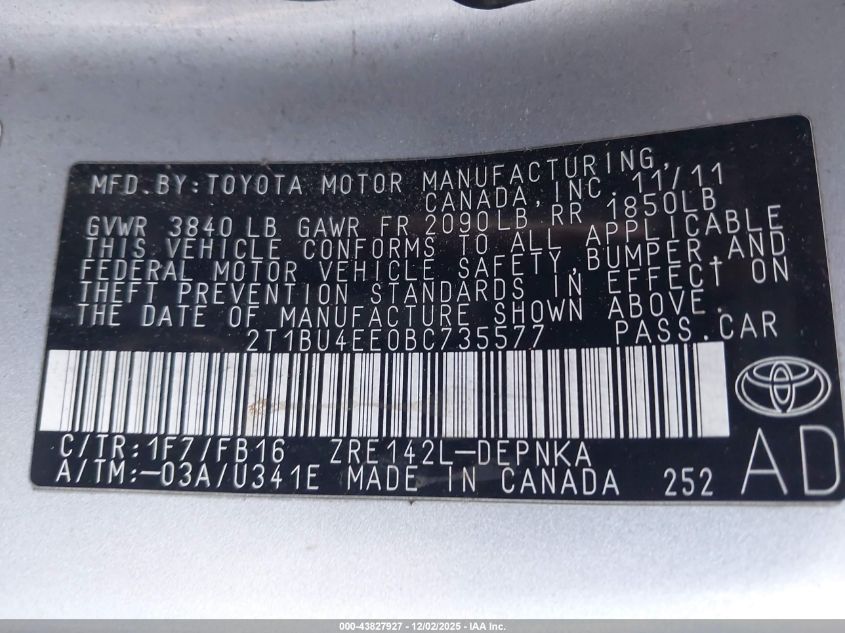 MFD.BY:TOYOTA MOTOR MANUFACTURING,
CANADA, INC. 11/11
GVWR 3840 LB GAWR FR 2090LB RR 1850LB
THIS VEHICLE CONFORMS TO ALL APPLICABLE
FEDERAL MOTOR VEHICLE SAFETY,BUMPER,AND
THEFT PREVENTION STANDARDS IN EFFECT ON
THE DATE OF MANUFACTURE SHOWN ABOVE.
2T1BU4EE0BC735577 PASS.CAR
C/TR:1F7/FB16 ZRE142L-DEPNKA
A/TM:-03A/U341E MADE IN CANADA 252
AD
000-43827927 - 12/02/2025 - IAA Inc.